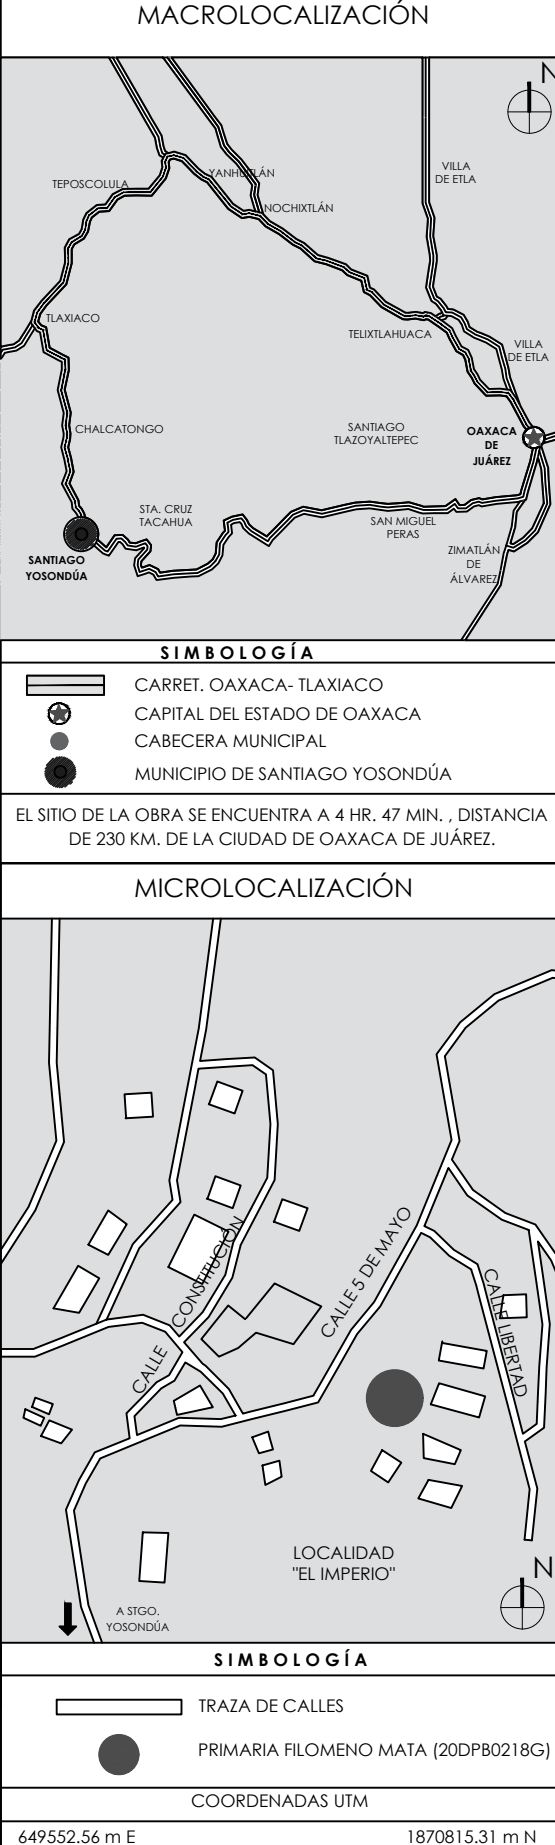 MACROLOCALIZACIÓN
N
YANHUITLÁN
VILLA
DE ETLA
TEPOSCOLULA
NOCHIXTLÁN
TLAXIACO
TELIXTLAHUACA
VILLA
DE ETLA
CHALCATONGO
SANTIAGO
TLAZOYALTEPEC
OAXACA
DE
JUÁREZ
STA. CRUZ
TACAHUA
SAN MIGUEL
PERAS
ZIMATLÁN
DE
ÁLVAREZ
SANTIAGO
YOSONDÚA
SIMBOLOGÍA
CARRET. OAXACA- TLAXIACO
CAPITAL DEL ESTADO DE OAXACA
CABECERA MUNICIPAL
MUNICIPIO DE SANTIAGO YOSONDÚA
EL SITIO DE LA OBRA SE ENCUENTRA A 4 HR. 47 MIN. , DISTANCIA
DE 230 KM. DE LA CIUDAD DE OAXACA DE JUÁREZ.
MICROLOCALIZACIÓN
CALLE CONSTITUCIÓN
CALLE 5 DE MAYO
CALLE LIBERTAD
LOCALIDAD
"EL IMPERIO"
N
A STGO.
YOSONDÚA
SIMBOLOGÍA
TRAZA DE CALLES
PRIMARIA FILOMENO MATA (20DPB0218G)
COORDENADAS UTM
649552.56 m E
1870815.31 m N